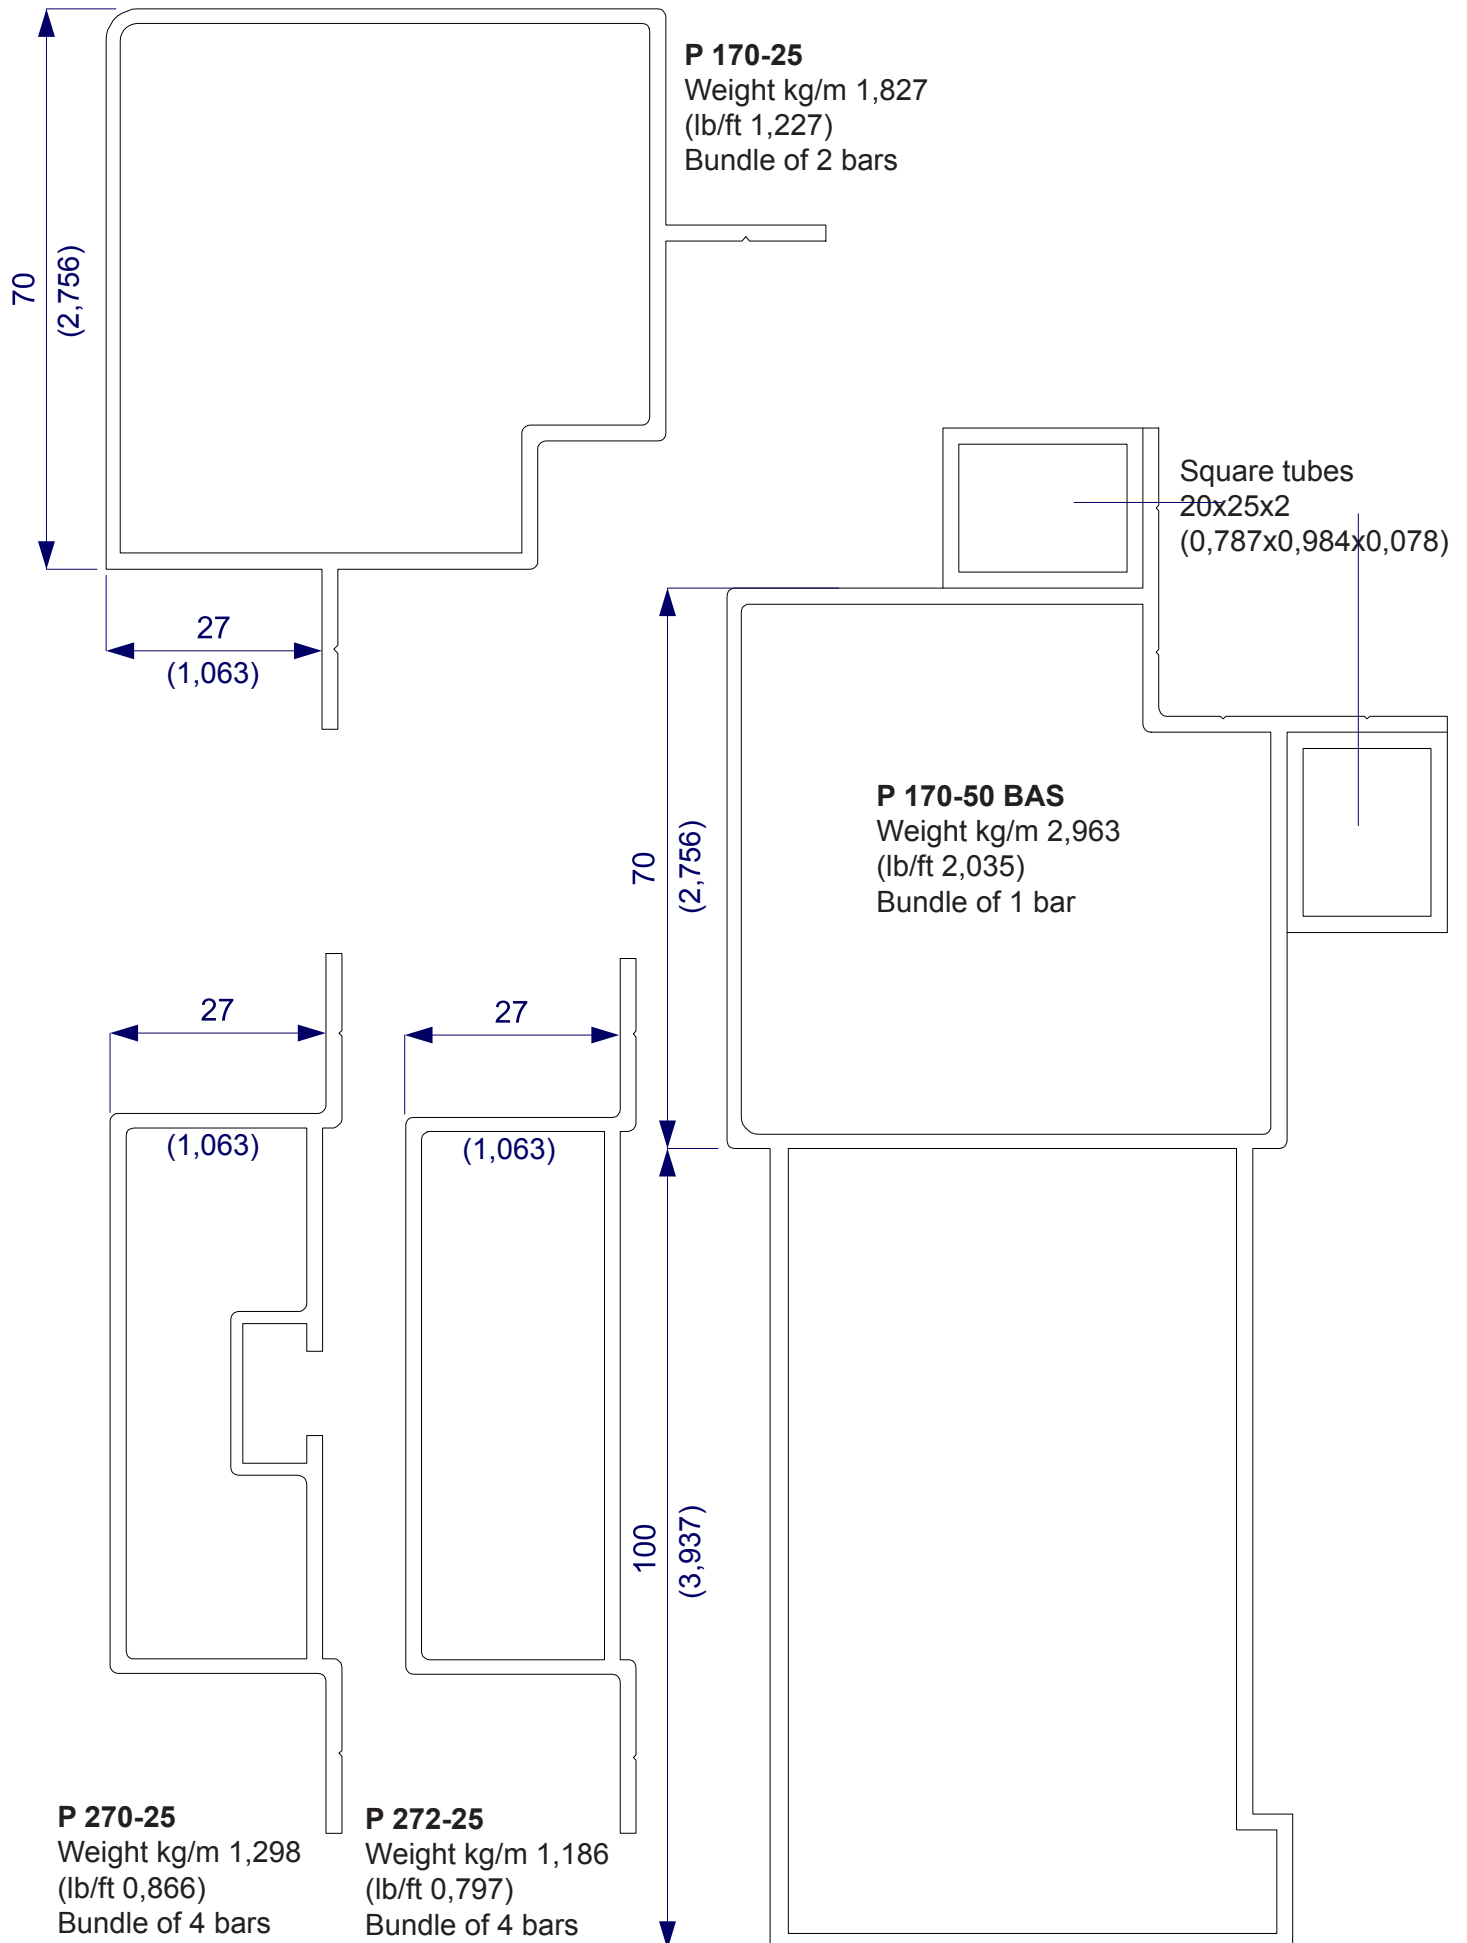 P 170-25
Weight kg/m 1,827
(lb/ft 1,227)
Bundle of 2 bars
70
(2,756)
27
(1,063)
Square tubes
20x25x2
(0,787x0,984x0,078)
70
(2,756)
P 170-50 BAS
Weight kg/m 2,963
(lb/ft 2,035)
Bundle of 1 bar
27
(1,063)
27
(1,063)
100
(3,937)
P 270-25
Weight kg/m 1,298
(lb/ft 0,866)
Bundle of 4 bars
P 272-25
Weight kg/m 1,186
(lb/ft 0,797)
Bundle of 4 bars